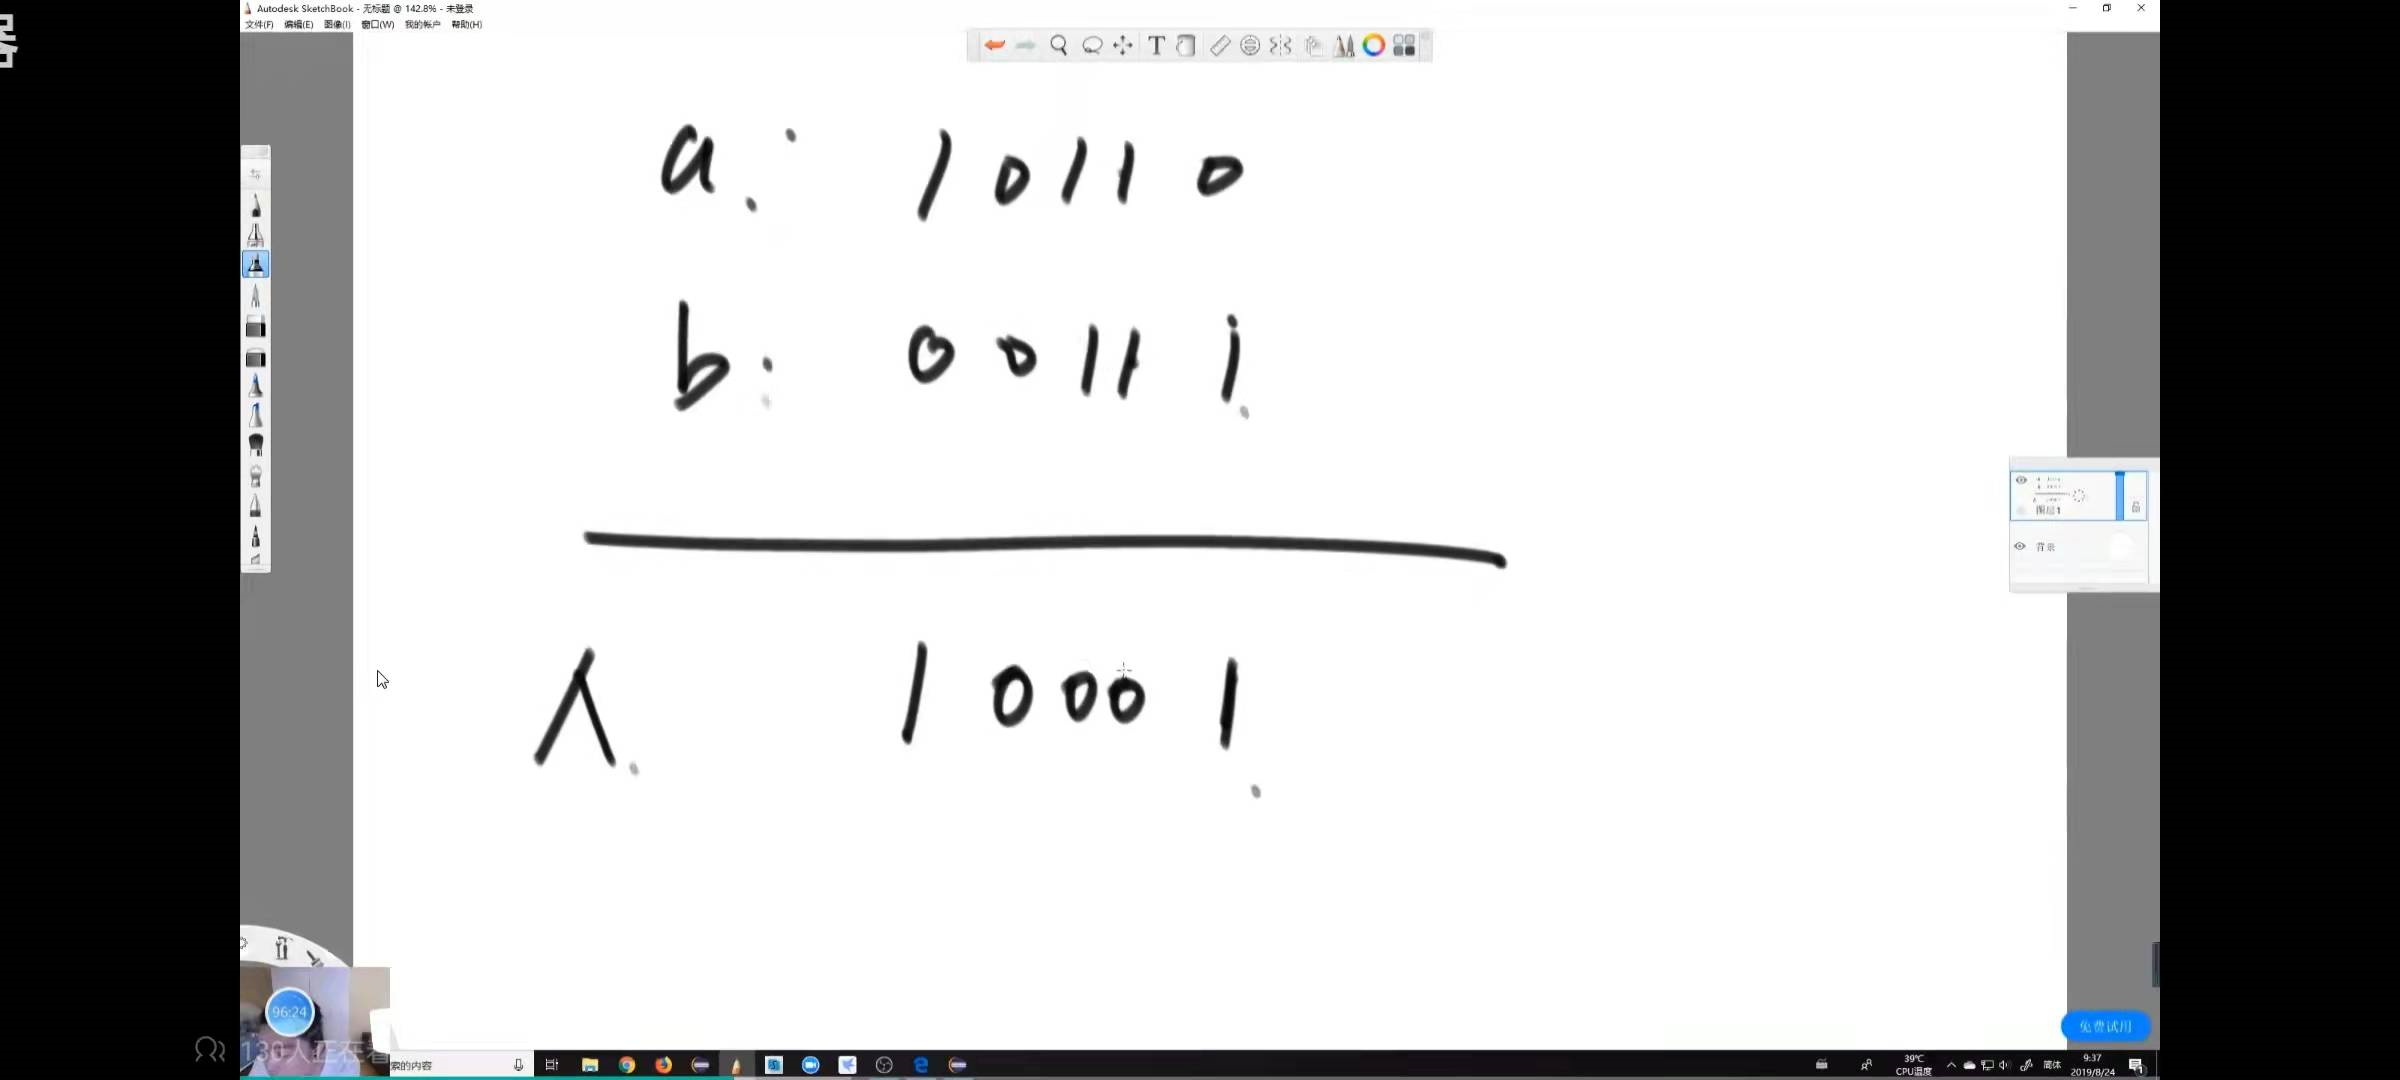 器
Autodesk SketchBook - 无标题 @ 142.8% - 未登录
文件(F) 编辑(E) 图像(I) 窗口(W) 我的帐户 帮助(H)
T
a: 10110
b: 00111
图层1
背景
λ 10001
96:24
免费试用
130人正在看
索的内容
39℃
CPU温度
简体
9:37
2019/8/24